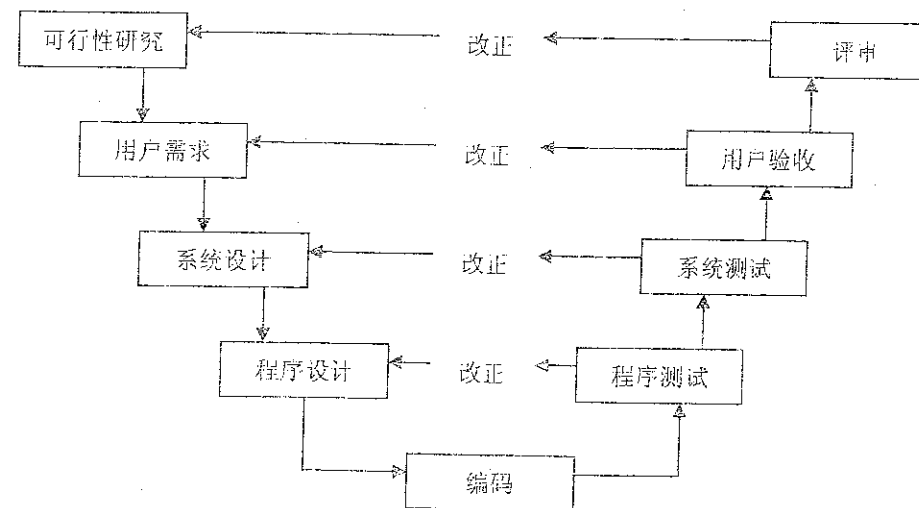 可行性研究
改正
评审
用户需求
改正
用户验收
系统设计
改正
系统测试
程序设计
改正
程序测试
编码